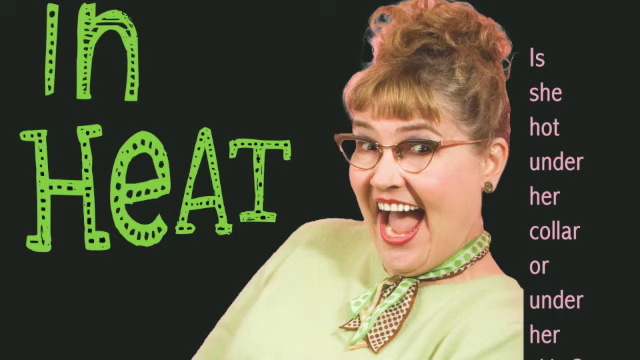 in
HeAT
Is
she
hot
under
her
collar
or
under
her